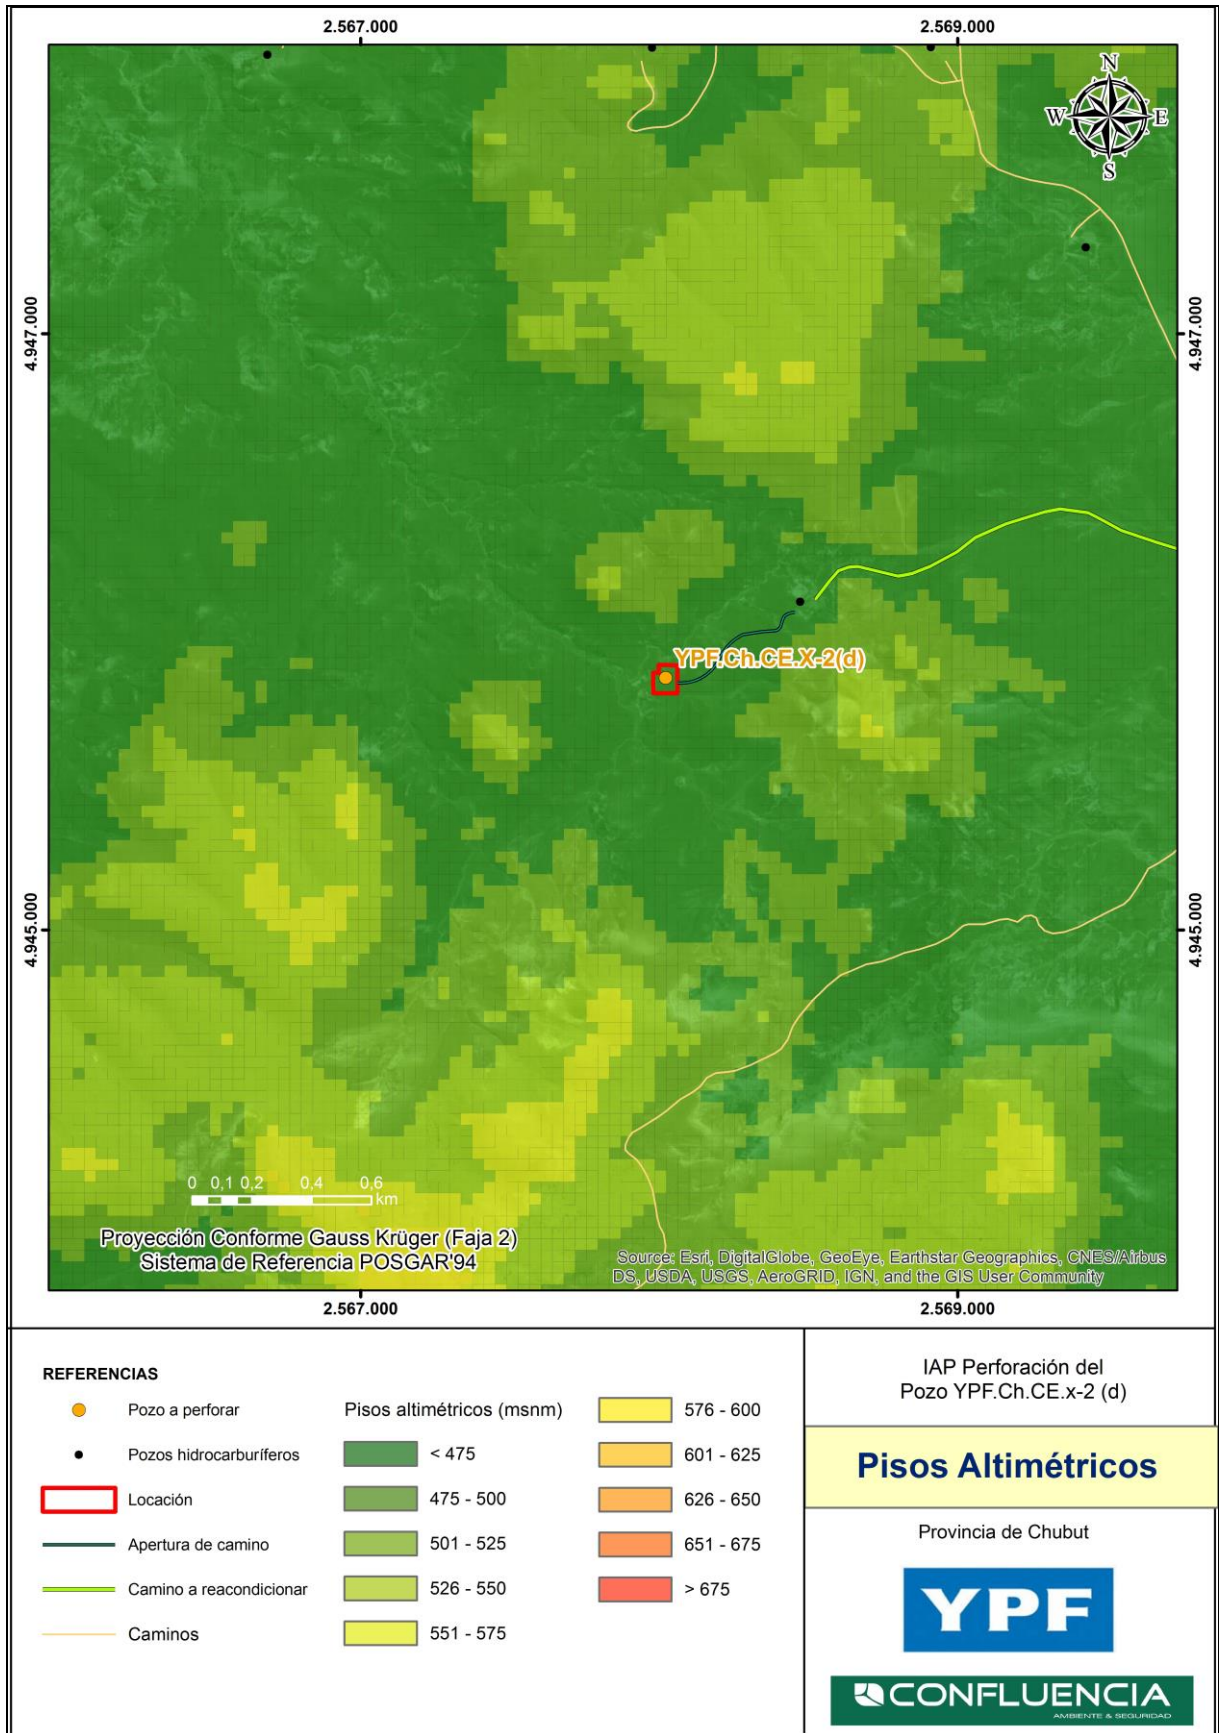 2.567.000
2.569.000
N
W
E
S
4.947.000
4.947.000
YPF.Ch.CE.X-2(d)
4.945.000
4.945.000
0 0,1 0,2 0,4 0,6
km
Proyección Conforme Gauss Krüger (Faja 2)
Sistema de Referencia POSGAR'94
Source: Esri, DigitalGlobe, GeoEye, Earthstar Geographics, CNES/Airbus
DS, USDA, USGS, AeroGRID, IGN, and the GIS User Community
2.567.000
2.569.000
REFERENCIAS
Pozo a perforar
Pozos hidrocarburíferos
Locación
Apertura de camino
Camino a reacondicionar
Caminos
Pisos altimétricos (msnm)
< 475
475 - 500
501 - 525
526 - 550
551 - 575
576 - 600
601 - 625
626 - 650
651 - 675
> 675
IAP Perforación del
Pozo YPF.Ch.CE.x-2 (d)
Pisos Altimétricos
Provincia de Chubut
YPF
CONFLUENCIA
AMBIENTE & SEGURIDAD